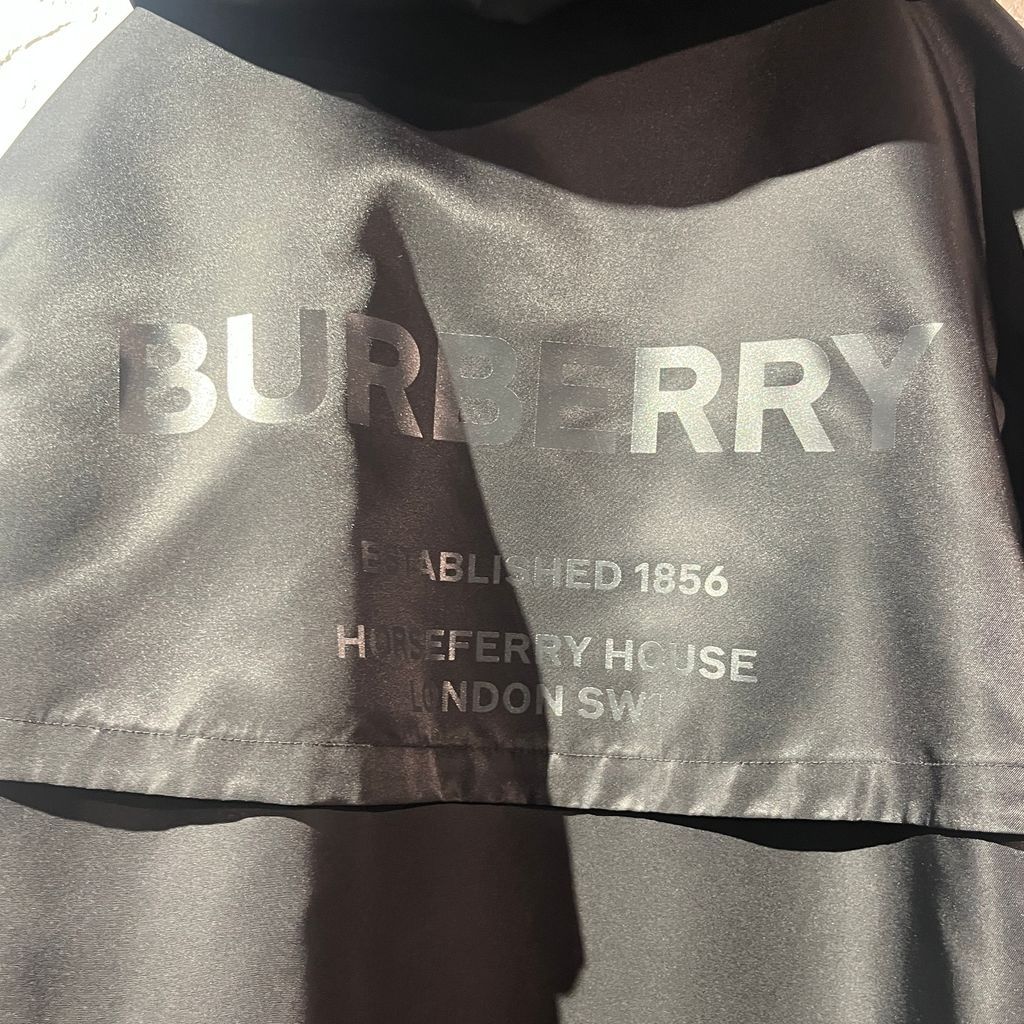 BURBERRY
ESTABLISHED 1856
HORSEFERRY HOUSE
LONDON SW1